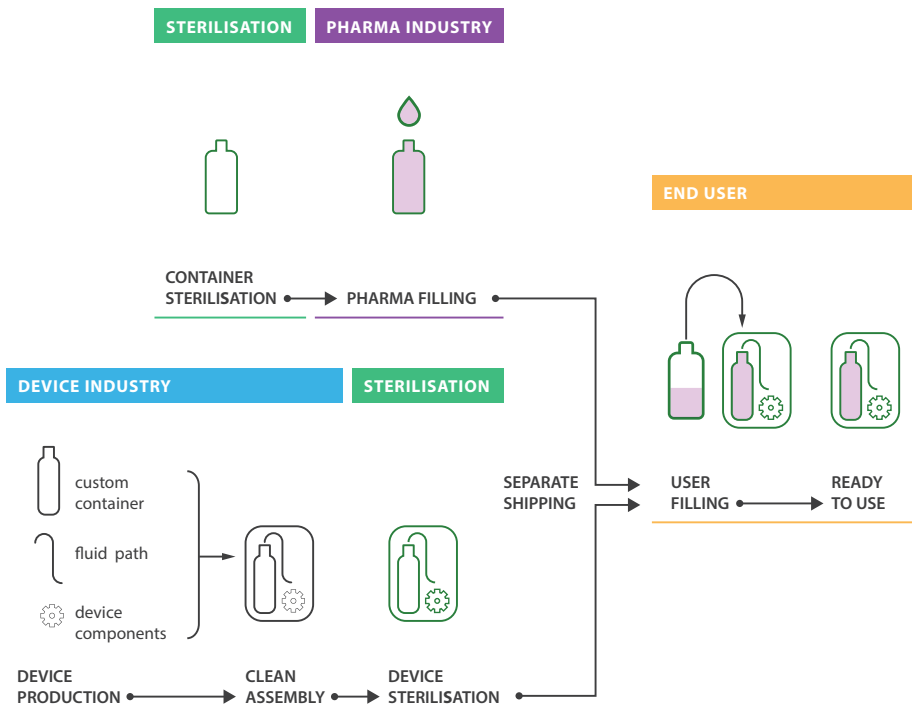 STERILISATION
PHARMA INDUSTRY
END USER
CONTAINER
STERILISATION
PHARMA FILLING
DEVICE INDUSTRY
STERILISATION
custom
container
fluid path
device
components
SEPARATE
SHIPPING
USER
FILLING
READY
TO USE
DEVICE
PRODUCTION
CLEAN
ASSEMBLY
DEVICE
STERILISATION